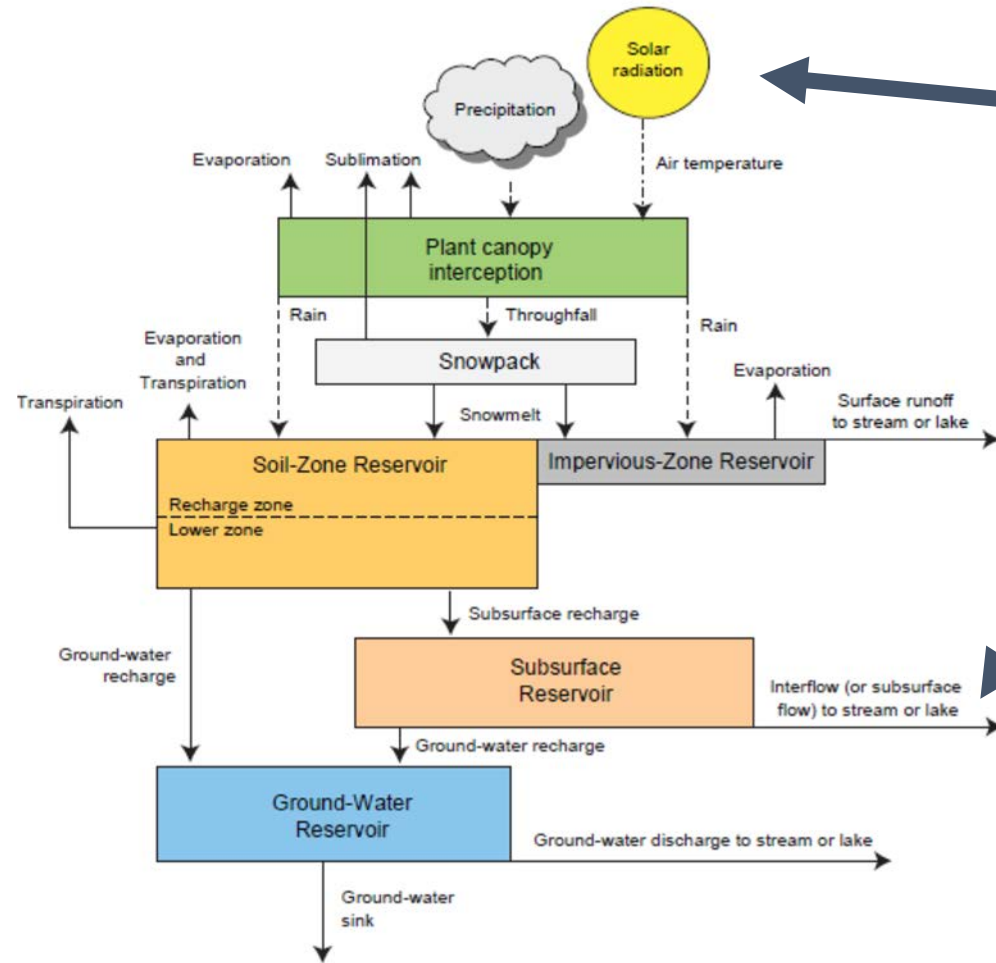 Solar
radiation
Precipitation
Evaporation
Sublimation
Air temperature
Plant canopy
interception
Rain
Throughfall
Rain
Evaporation
and
Transpiration
Snowpack
Evaporation
Transpiration
Snowmelt
Surface runoff
to stream or lake
Soil-Zone Reservoir
Impervious-Zone Reservoir
Recharge zone
Lower zone
Subsurface recharge
Ground-water
recharge
Subsurface
Reservoir
Interflow (or subsurface
flow) to stream or lake
Ground-water recharge
Ground-Water
Reservoir
Ground-water discharge to stream or lake
Ground-water
sink